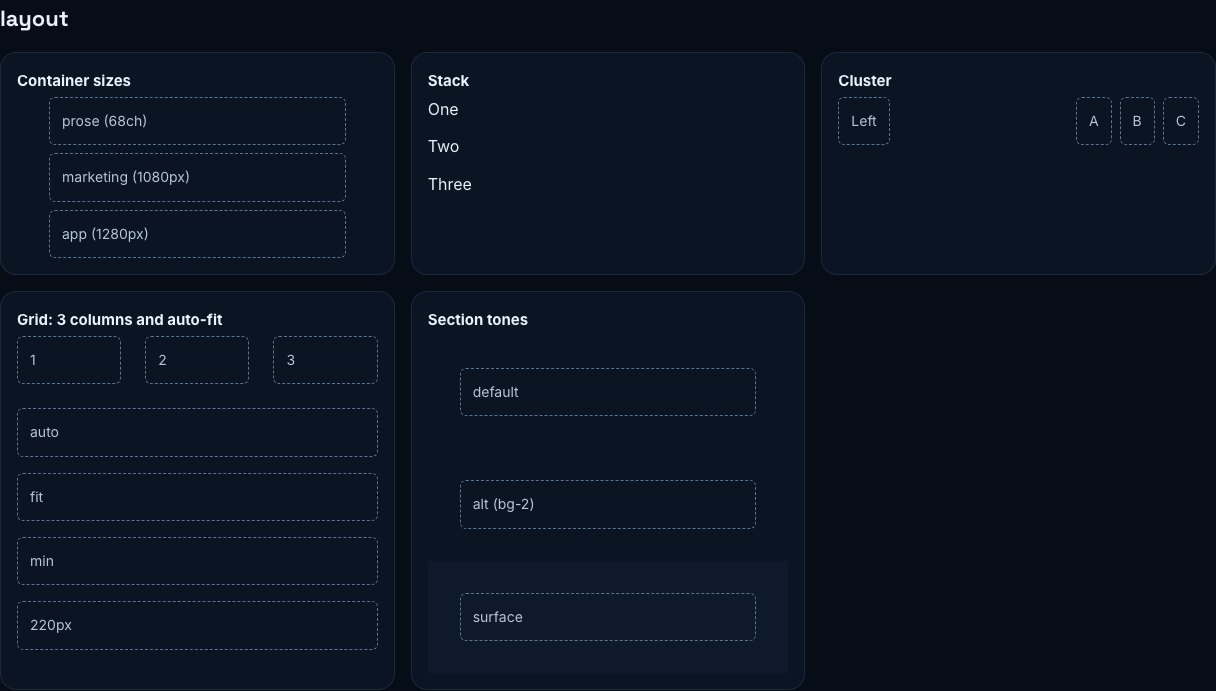 layout
Container sizes
prose (68ch)
marketing (1080px)
app (1280px)
Stack
One
Two
Three
Cluster
Left
A
B
C
Grid: 3 columns and auto-fit
1
2
3
auto
fit
min
220px
Section tones
default
alt (bg-2)
surface